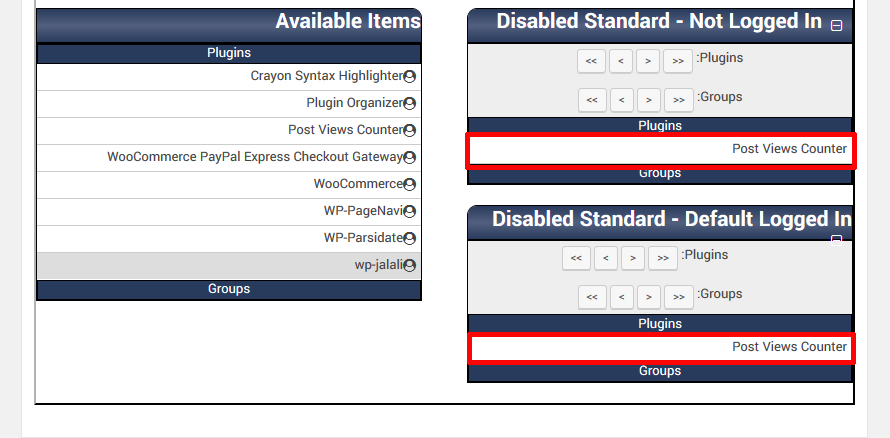 Available Items
Plugins
Crayon Syntax Highlighter
Plugin Organizer
Post Views Counter
WooCommerce PayPal Express Checkout Gateway
WooCommerce
WP-PageNavi
WP-Parsidate
wp-jalali
Groups
Disabled Standard - Not Logged In
<< < > >> :Plugins
<< < > >> :Groups
Plugins
Post Views Counter
Groups
Disabled Standard - Default Logged In
<< < > >> :Plugins
<< < > >> :Groups
Plugins
Post Views Counter
Groups